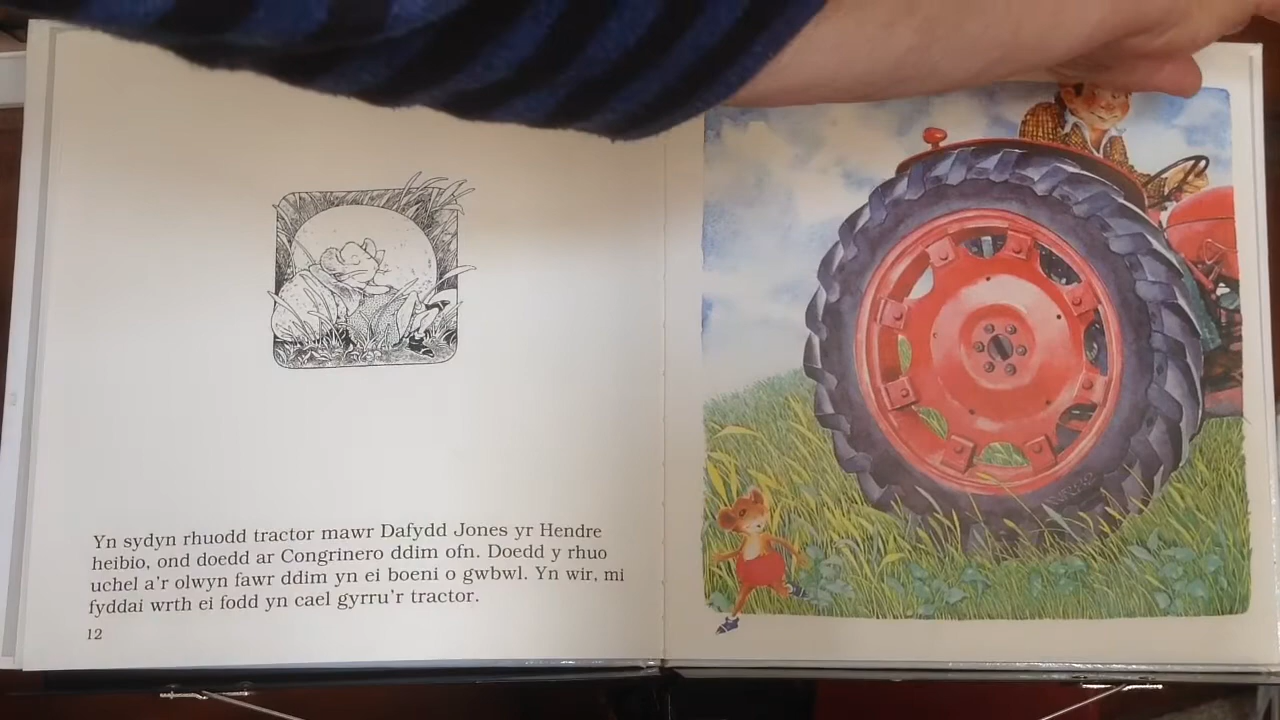 Yn sydyn rhuodd tractor mawr Dafydd Jones yr Hendre
heibio, ond doedd ar Congrinero ddim ofn. Doedd y rhuo
uchel a'r olwyn fawr ddim yn ei boeni o gwbwl. Yn wir, mi
fyddai wrth ei fodd yn cael gyrru'r tractor.
12